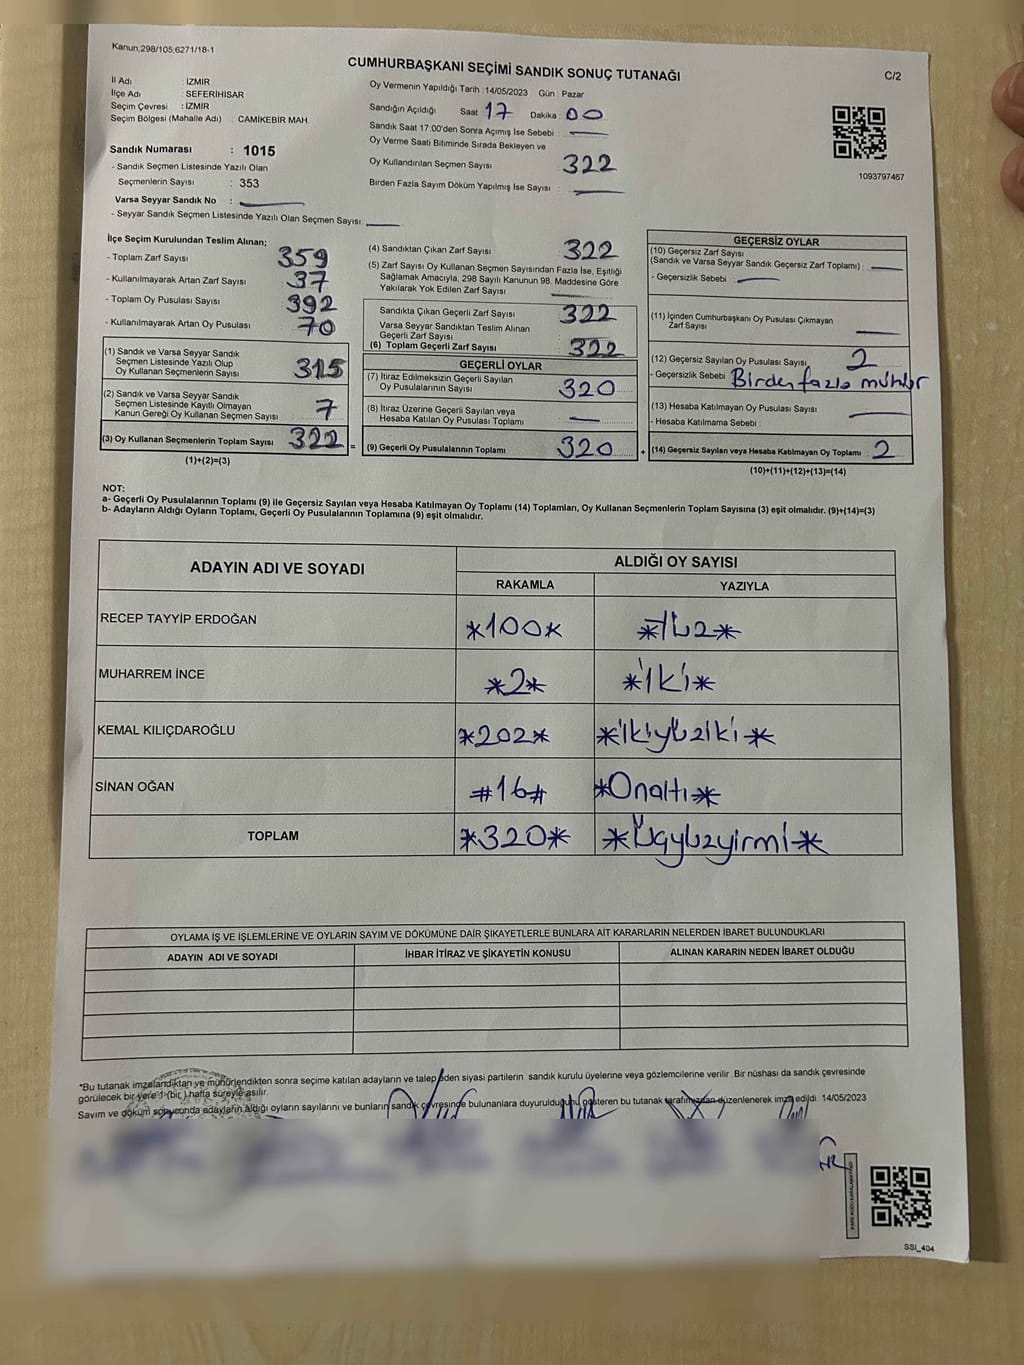 Kanun,298/105,6271/18-1
CUMHURBAŞKANI SEÇİMİ SANDIK SONUÇ TUTANAĞI
C/2
İl Adı : İZMİR
İlçe Adı : SEFERİHİSAR
Seçim Çevresi : İZMİR
Seçim Bölgesi (Mahalle Adı) : CAMİKEBİR MAH.
Sandık Numarası : 1015
- Sandık Seçmen Listesinde Yazılı Olan
Seçmenlerin Sayısı : 353
Varsa Seyyar Sandık No :
- Seyyar Sandık Seçmen Listesinde Yazılı Olan Seçmen Sayısı:
Oy Vermenin Yapıldığı Tarih :14/05/2023 Gün : Pazar
Sandığın Açıldığı Saat 17 Dakika : 00
Sandık Saat 17:00'den Sonra Açımış İse Sebebi :
Oy Verme Saati Bitiminde Sırada Bekleyen ve
Oy Kullandırılan Seçmen Sayısı 322
Birden Fazla Sayım Döküm Yapılmış İse Sayısı :
1093797467
İlçe Seçim Kurulundan Teslim Alınan;
- Toplam Zarf Sayısı : 359
- Kullanılmayarak Artan Zarf Sayısı : 37
- Toplam Oy Pusulası Sayısı : 392
- Kullanılmayarak Artan Oy Pusulası : 70
(1) Sandık ve Varsa Seyyar Sandık
Seçmen Listesinde Yazılı Olup
Oy Kullanan Seçmenlerin Sayısı : 315
(2) Sandık ve Varsa Seyyar Sandık
Seçmen Listesinde Kayıtlı Olmayan
Kanun Gereği Oy Kullanan Seçmen Sayısı : 7
(3) Oy Kullanan Seçmenlerin Toplam Sayısı : 322 =
(1)+(2)=(3)
(4) Sandıktan Çıkan Zarf Sayısı : 322
(5) Zarf Sayısı Oy Kullanan Seçmen Sayısından Fazla İse, Eşitliği
Sağlamak Amacıyla, 298 Sayılı Kanunun 98. Maddesine Göre
Yakılarak Yok Edilen Zarf Sayısı :
Sandıkta Çıkan Geçerli Zarf Sayısı : 322
Varsa Seyyar Sandıktan Teslim Alınan
Geçerli Zarf Sayısı :
(6) Toplam Geçerli Zarf Sayısı : 322
GEÇERLİ OYLAR
(7) İtiraz Edilmeksizin Geçerli Sayılan
Oy Pusulalarının Sayısı : 320
(8) İtiraz Üzerine Geçerli Sayılan veya
Hesaba Katılan Oy Pusulası Toplamı :
(9) Geçerli Oy Pusulalarının Toplamı : 320 +
GEÇERSİZ OYLAR
(10) Geçersiz Zarf Sayısı
(Sandık ve Varsa Seyyar Sandık Geçersiz Zarf Toplamı) :
- Geçersizlik Sebebi :
(11) İçinden Cumhurbaşkanı Oy Pusulası Çıkmayan
Zarf Sayısı :
(12) Geçersiz Sayılan Oy Pusulası Sayısı : 2
- Geçersizlik Sebebi : Birden fazla mühür
(13) Hesaba Katılmayan Oy Pusulası Sayısı :
- Hesaba Katılmama Sebebi :
(14) Geçersiz Sayılan veya Hesaba Katılmayan Oy Toplamı : 2
(10)+(11)+(12)+(13)=(14)
NOT:
a- Geçerli Oy Pusulalarının Toplamı (9) ile Geçersiz Sayılan veya Hesaba Katılmayan Oy Toplamı (14) Toplamları, Oy Kullanan Seçmenlerin Toplam Sayısına (3) eşit olmalıdır. (9)+(14)=(3)
b- Adayların Aldığı Oyların Toplamı, Geçerli Oy Pusulalarının Toplamına (9) eşit olmalıdır.
ADAYIN ADI VE SOYADI
ALDIĞI OY SAYISI
RAKAMLA YAZIYLA
RECEP TAYYİP ERDOĞAN *100*
MUHARREM İNCE *2* *İki*
KEMAL KILIÇDAROĞLU *202* *İkiyüziki*
SİNAN OĞAN #16# *Onaltı*
TOPLAM *320* *Üçyüzyirmi*
OYLAMA İŞ VE İŞLEMLERİNE VE OYLARIN SAYIM VE DÖKÜMÜNE DAİR ŞİKAYETLERLE BUNLARA AİT KARARLARIN NELERDEN İBARET BULUNDUKLARI
ADAYIN ADI VE SOYADI İHBAR İTİRAZ VE ŞİKAYETİN KONUSU ALINAN KARARIN NEDEN İBARET OLDUĞU
*Bu tutanak imzalandıktan ve mühürlendikten sonra seçime katılan adayların ve talep eden siyasi partilerin sandık kurulu üyelerine veya gözlemcilerine verilir. Bir nüshası da sandık çevresinde
görülecek bir yere 1 (bir ) hafta süreyle asılır.
Sayım ve döküm sonucunda adayların aldığı oyların sayılarını ve bunların sandık çevresinde bulunanlara duyurulduğunu gösteren bu tutanak tarafımızdan düzenlenerek imza edildi. 14/05/2023
SSI_404